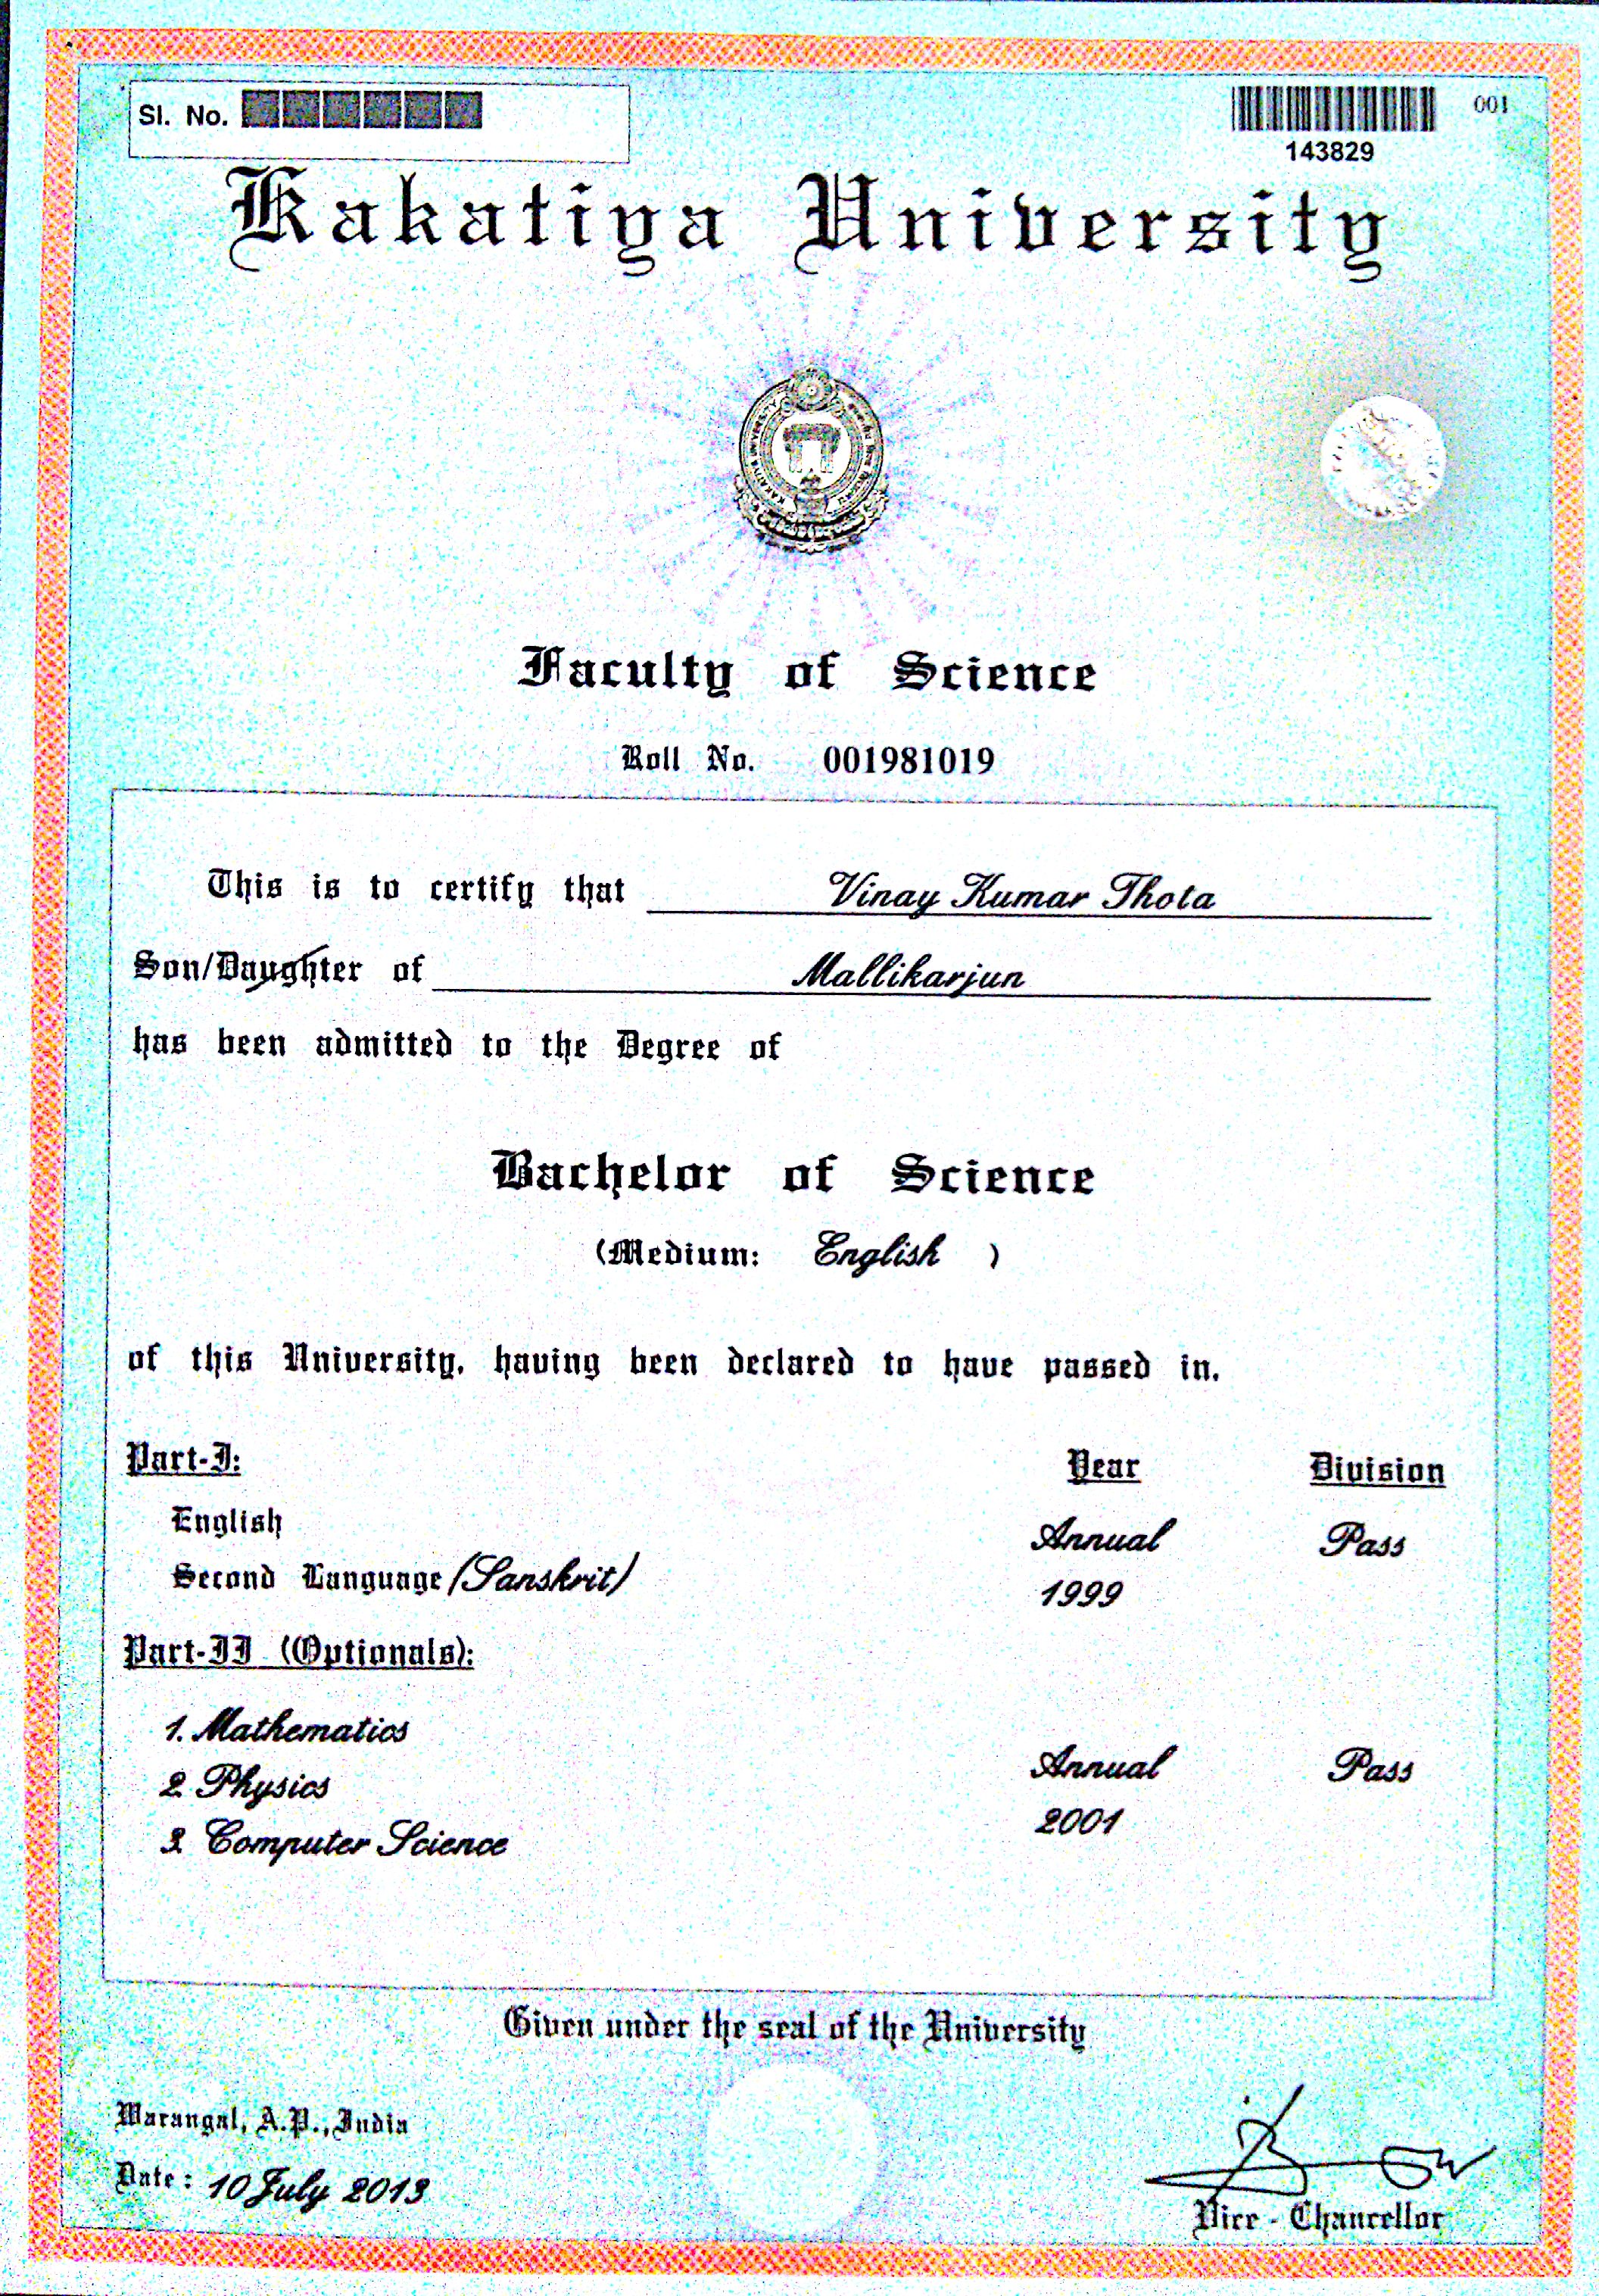 Sl. No.
001
143829
Kakatiya University
KAKATIYA UNIVERSITY
Faculty of Science
Roll No. 001981019
This is to certify that Vinay Kumar Thota
Son/Daughter of Mallikarjun
has been admitted to the Degree of
Bachelor of Science
(Medium: English )
of this University, having been declared to have passed in.
Part-I: Year Division
English Annual Pass
Second Language (Sanskrit) 1999
Part-II (Optionals):
1. Mathematics
2. Physics Annual Pass
3. Computer Science 2001
Given under the seal of the University
Warangal, A.P., India
Date : 10 July 2013
Vice - Chancellor